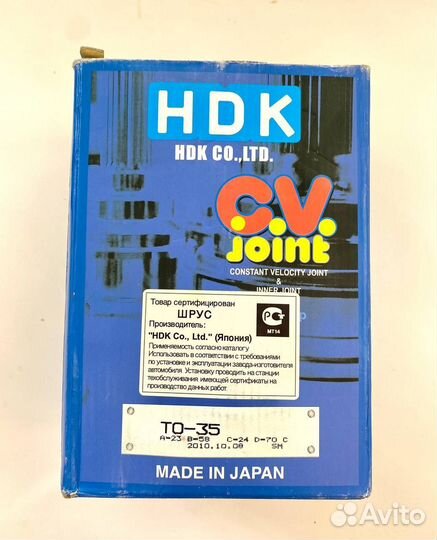 HDK
HDK CO.,LTD.
C.V.
Joint
CONSTANT VELOCITY JOINT
&
INNER JOINT
Товар сертифицирован
ШРУС
Производитель:
"HDK Co., Ltd." (Япония)
Применяемость согласно каталогу
Использовать в соответствии с требованиями
по установке и эксплуатации завода-изготовителя
автомобиля. Установку проводить на станции
техобслуживания, имеющей сертификаты на
производство данных работ.
РСТ
МТ14
TO-35
A=23 B=58 C=24 D=70 C
2010.10.08 SM
MADE IN JAPAN
Avito